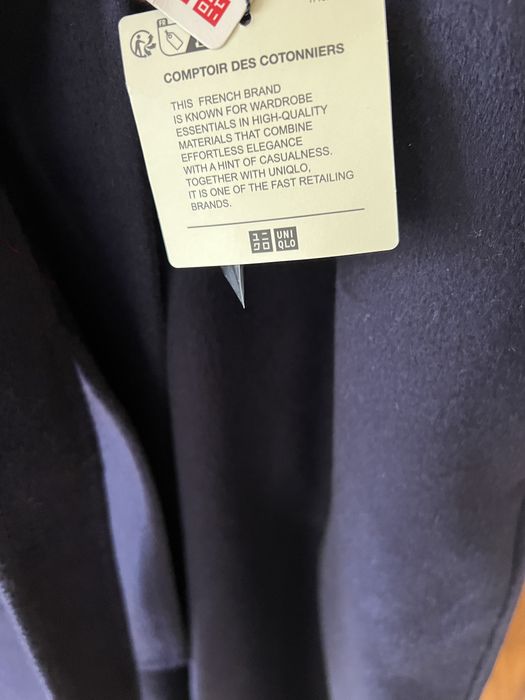 FR
COMPTOIR DES COTONNIERS
THIS FRENCH BRAND
IS KNOWN FOR WARDROBE
ESSENTIALS IN HIGH-QUALITY
MATERIALS THAT COMBINE
EFFORTLESS ELEGANCE
WITH A HINT OF CASUALNESS.
TOGETHER WITH UNIQLO,
IT IS ONE OF THE FAST RETAILING
BRANDS.
ユニ UNI
クロ QLO